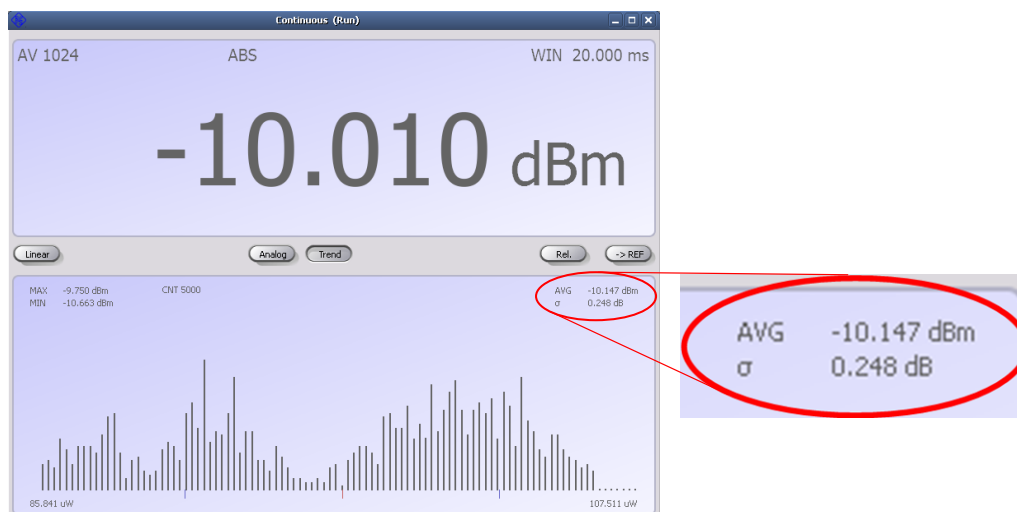 Continuous (Run)
AV 1024 ABS WIN 20.000 ms
-10.010 dBm
Linear Analog Trend Rel. -> REF
MAX -9.750 dBm CNT 5000 AVG -10.147 dBm
MIN -10.663 dBm σ 0.248 dB
AVG -10.147 dBm
σ 0.248 dB
85.841 uW 107.511 uW